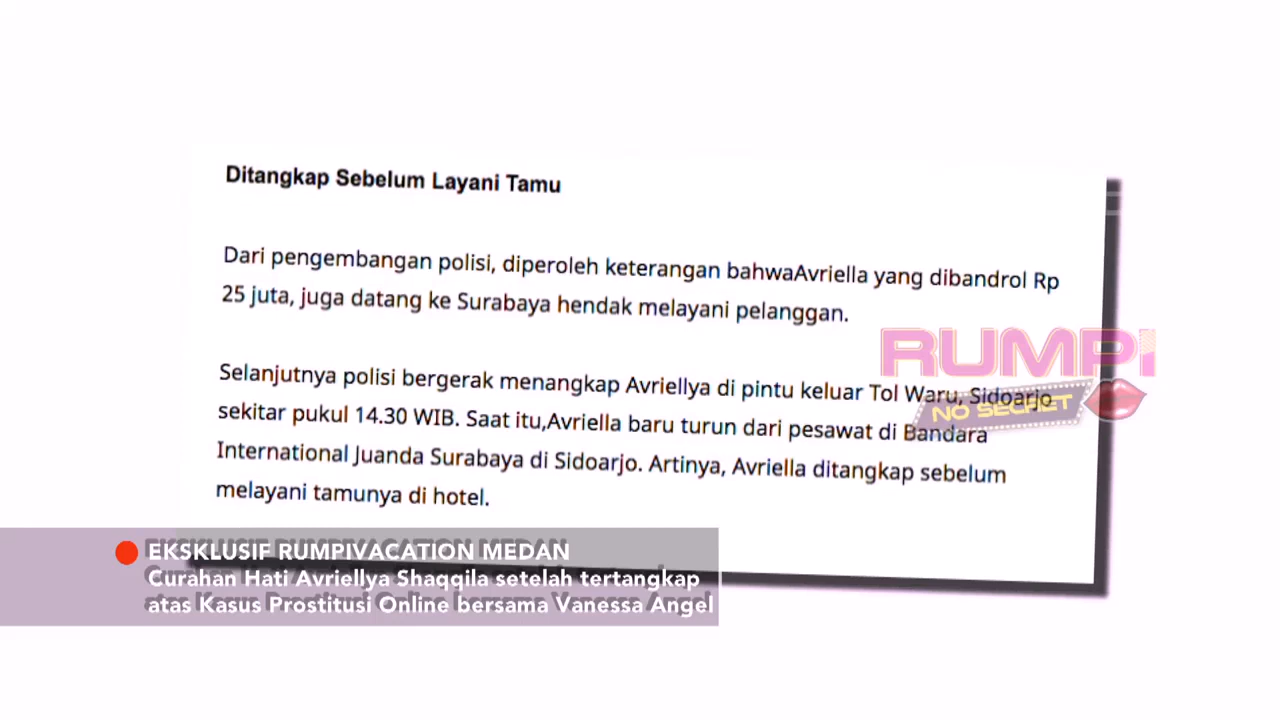 Ditangkap Sebelum Layani Tamu
Dari pengembangan polisi, diperoleh keterangan bahwaAvriella yang dibandrol Rp
25 juta, juga datang ke Surabaya hendak melayani pelanggan.
Selanjutnya polisi bergerak menangkap Avriellya di pintu keluar Tol Waru, Sidoarjo
sekitar pukul 14.30 WIB. Saat itu,Avriella baru turun dari pesawat di Bandara
International Juanda Surabaya di Sidoarjo. Artinya, Avriella ditangkap sebelum
melayani tamunya di hotel.
RUMPI
NO SECRET
EKSKLUSIF RUMPIVACATION MEDAN
Curahan Hati Avriellya Shaqqila setelah tertangkap
atas Kasus Prostitusi Online bersama Vanessa Angel